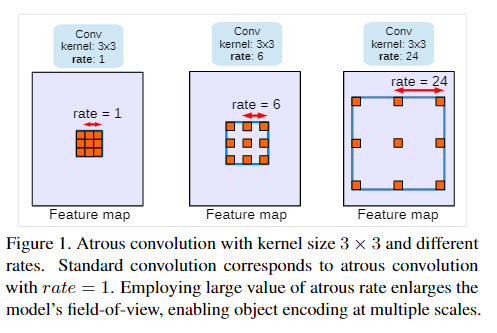 Conv
kernel: 3x3
rate: 1
Conv
kernel: 3x3
rate: 6
Conv
kernel: 3x3
rate: 24
rate = 1
rate = 6
rate = 24
Feature map
Feature map
Feature map
Figure 1. Atrous convolution with kernel size 3 × 3 and different
rates. Standard convolution corresponds to atrous convolution
with rate = 1. Employing large value of atrous rate enlarges the
model's field-of-view, enabling object encoding at multiple scales.